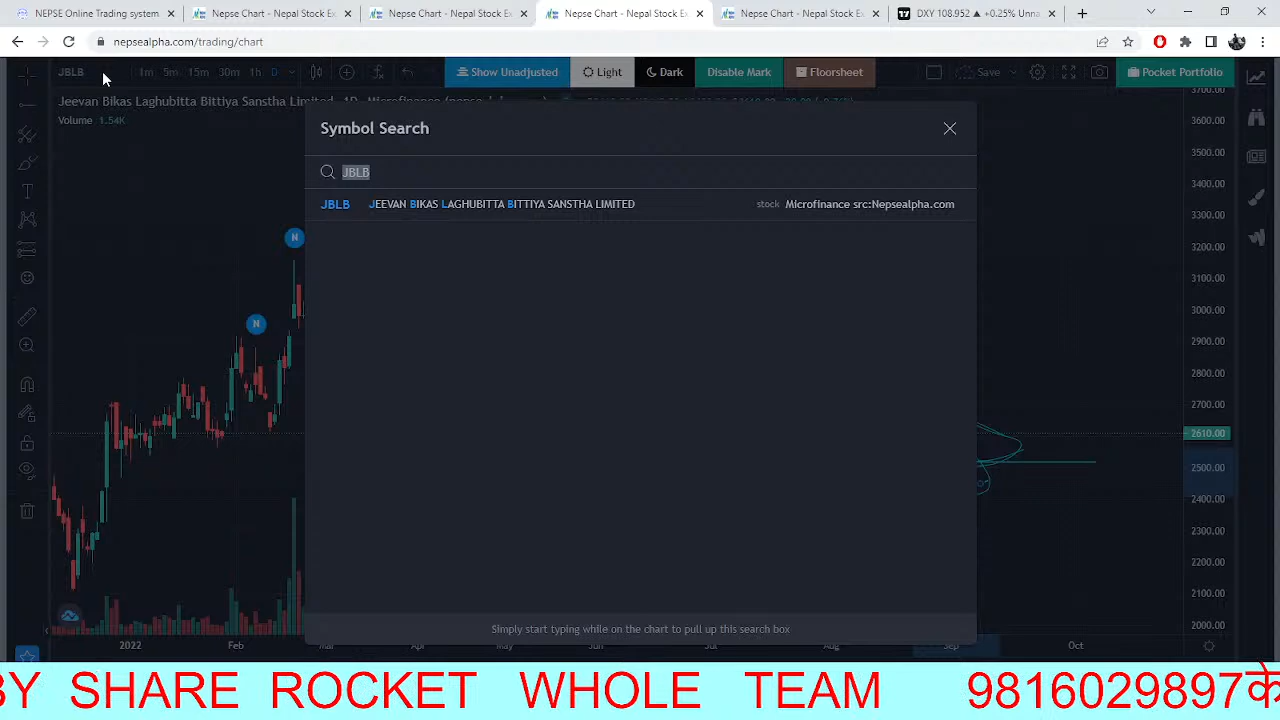 NEPSE Online Trading system
Nepse Chart - Nepal Stock Ex
Nepse Chart - Nepal Stock Ex
Nepse Chart - Nepal Stock Ex
Nepse Chart - Nepal Stock Ex
DXY 108.952 ▲ +0.25% Unna
nepsealpha.com/trading/chart
JBLB
1m 5m 15m 30m 1h D
Show Unadjusted
Light
Dark
Disable Mark
Floorsheet
Save
Pocket Portfolio
Jeevan Bikas Laghubitta Bittiya Sanstha Limited, 1D, Microfinance
Volume 1.54K
Symbol Search
JBLB
JBLB JEEVAN BIKAS LAGHUBITTA BITTIYA SANSTHA LIMITED stock Microfinance src:Nepsealpha.com
N
N
3700.00
3600.00
3500.00
3400.00
3300.00
3200.00
3100.00
3000.00
2900.00
2800.00
2700.00
2610.00
2500.00
2400.00
2300.00
2200.00
2100.00
2000.00
Simply start typing while on the chart to pull up this search box
2022 Feb Mar Apr May Jun Jul Aug Sep Oct
BY SHARE ROCKET WHOLE TEAM 9816029897के